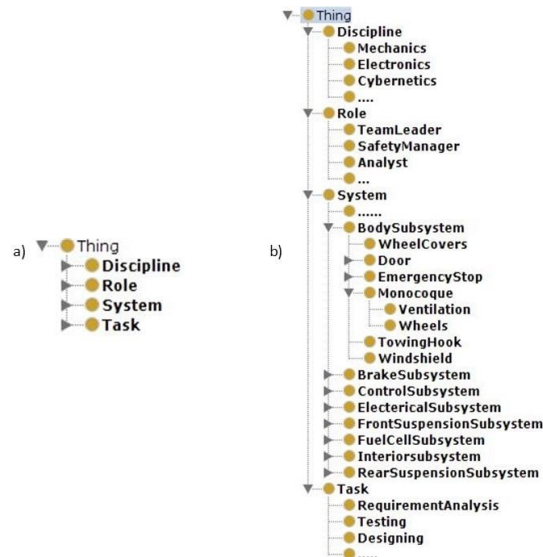 a)
Thing
Discipline
Role
System
Task
b)
Thing
Discipline
Mechanics
Electronics
Cybernetics
....
Role
TeamLeader
SafetyManager
Analyst
...
System
......
BodySubsystem
WheelCovers
Door
EmergencyStop
Monocoque
Ventilation
Wheels
TowingHook
Windshield
BrakeSubsystem
ControlSubsystem
ElectericalSubsystem
FrontSuspensionSubsystem
FuelCellSubsystem
Interiorsubsystem
RearSuspensionSubsystem
Task
RequirementAnalysis
Testing
Designing
.....